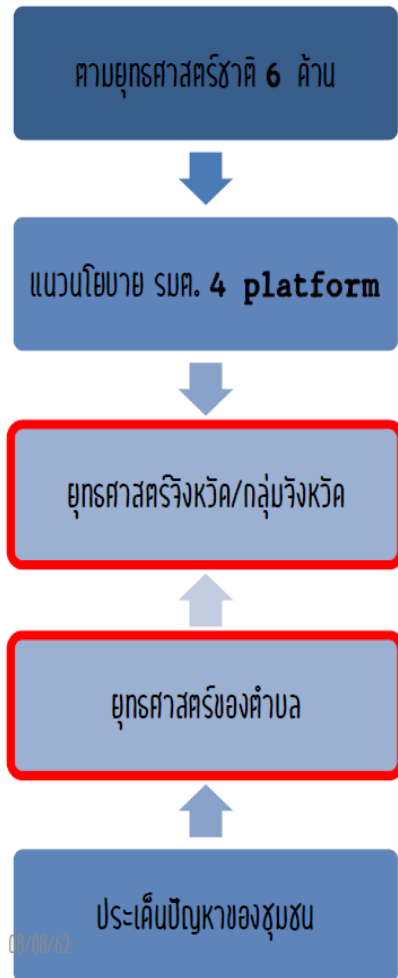 ตามยุทธศาสตร์ชาติ 6 ด้าน
แนวนโยบาย รมต. 4 platform
ยุทธศาสตร์จังหวัด/กลุ่มจังหวัด
ยุทธศาสตร์ของตำบล
ประเด็นปัญหาของชุมชน
08/08/62